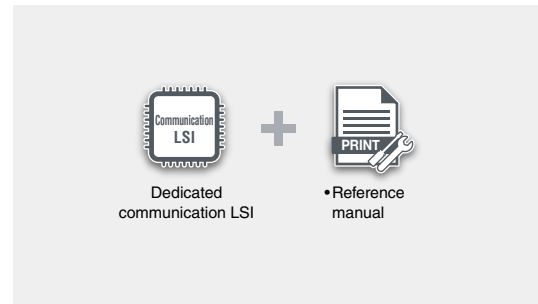 Communication
LSI
PRINT
Dedicated
communication LSI
•Reference
manual